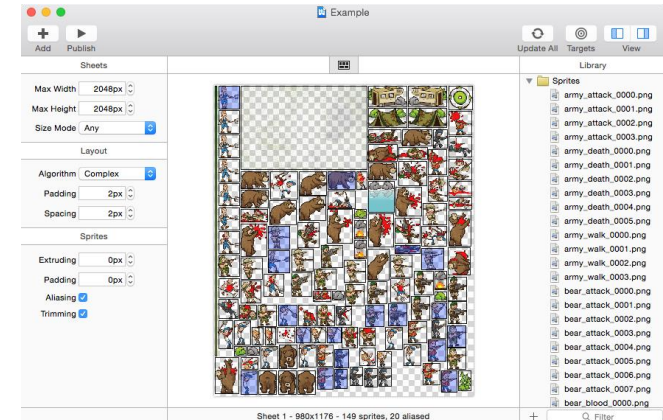 Example
Add Publish Update All Targets View
Sheets
Library
Max Width 2048px
Max Height 2048px
Size Mode Any
Layout
Algorithm Complex
Padding 2px
Spacing 2px
Sprites
Extruding 0px
Padding 0px
Aliasing
Trimming
Sprites
army_attack_0000.png
army_attack_0001.png
army_attack_0002.png
army_attack_0003.png
army_death_0000.png
army_death_0001.png
army_death_0002.png
army_death_0003.png
army_death_0004.png
army_death_0005.png
army_walk_0000.png
army_walk_0001.png
army_walk_0002.png
army_walk_0003.png
bear_attack_0000.png
bear_attack_0001.png
bear_attack_0002.png
bear_attack_0003.png
bear_attack_0004.png
bear_attack_0005.png
bear_attack_0006.png
bear_attack_0007.png
bear_blood_0000.png
Sheet 1 - 980x1176 - 149 sprites, 20 aliased
Filter